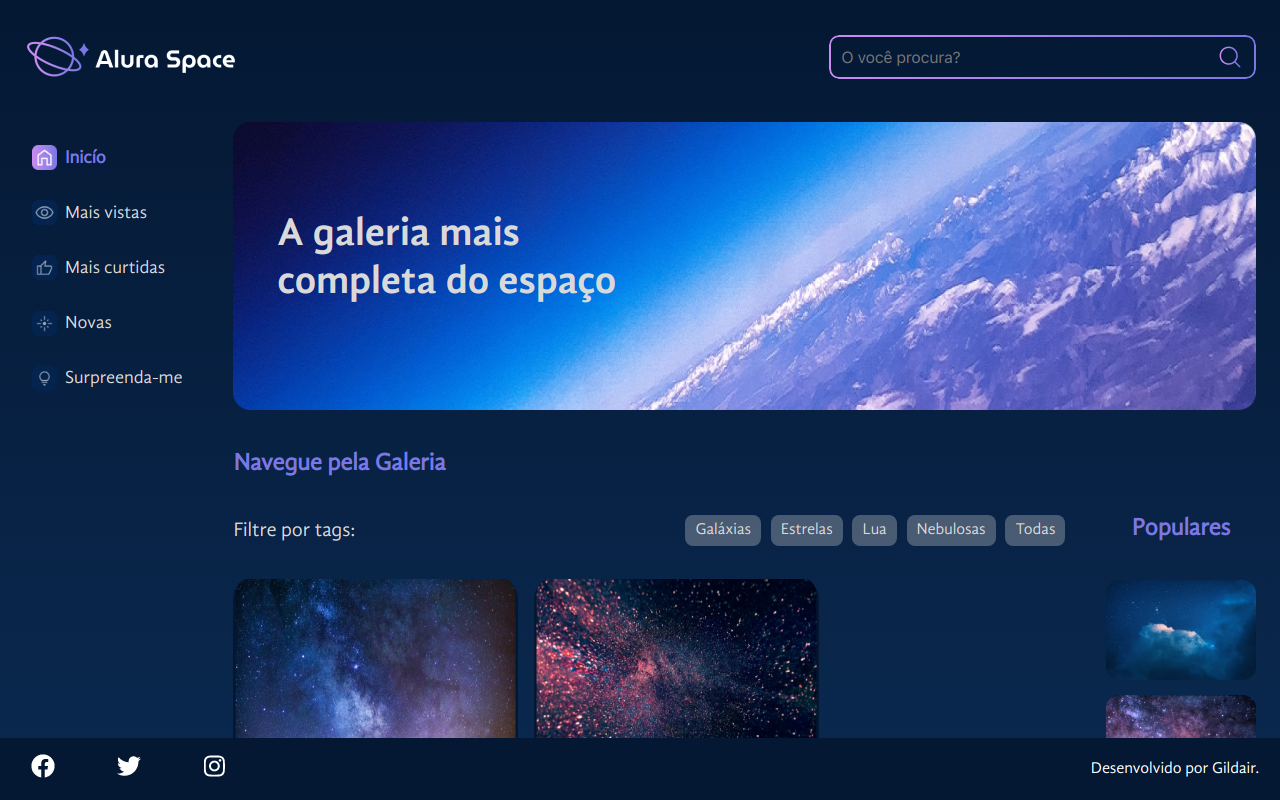 Alura Space
O você procura?
Inicío
Mais vistas
Mais curtidas
Novas
Surpreenda-me
A galeria mais
completa do espaço
Navegue pela Galeria
Filtre por tags:
Galáxias
Estrelas
Lua
Nebulosas
Todas
Populares
Desenvolvido por Gildair.